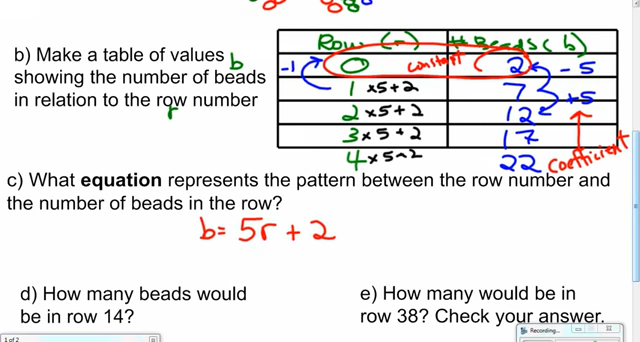 b) Make a table of values b
showing the number of beads
in relation to the row number
r
Row (r) # Beads (b)
-1 0 constant 2 - 5
1 x5+2 7 +5
2 x5+2 12
3 x 5 + 2 17
4 x 5 2 22 coefficient
c) What equation represents the pattern between the row number and
the number of beads in the row?
b= 5r + 2
d) How many beads would
be in row 14?
e) How many would be in
row 38? Check your answer.
1 of 2
Recording...